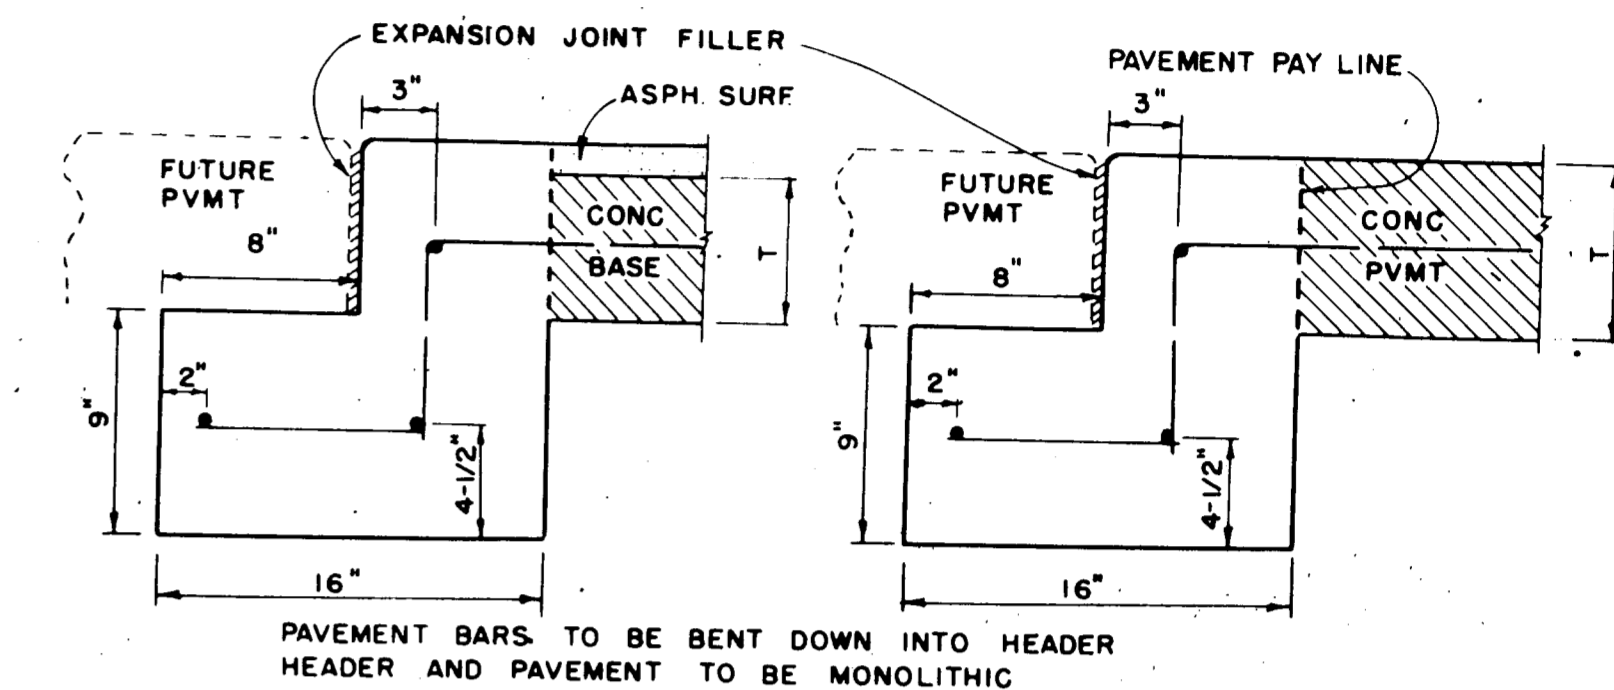 EXPANSION JOINT FILLER
PAVEMENT PAY LINE
3"
ASPH. SURF.
3"
FUTURE
PVMT
CONC
BASE
8"
T
FUTURE
PVMT
CONC
PVMT
8"
T
2"
9"
4-1/2"
2"
9"
4-1/2"
16"
16"
PAVEMENT BARS TO BE BENT DOWN INTO HEADER
HEADER AND PAVEMENT TO BE MONOLITHIC